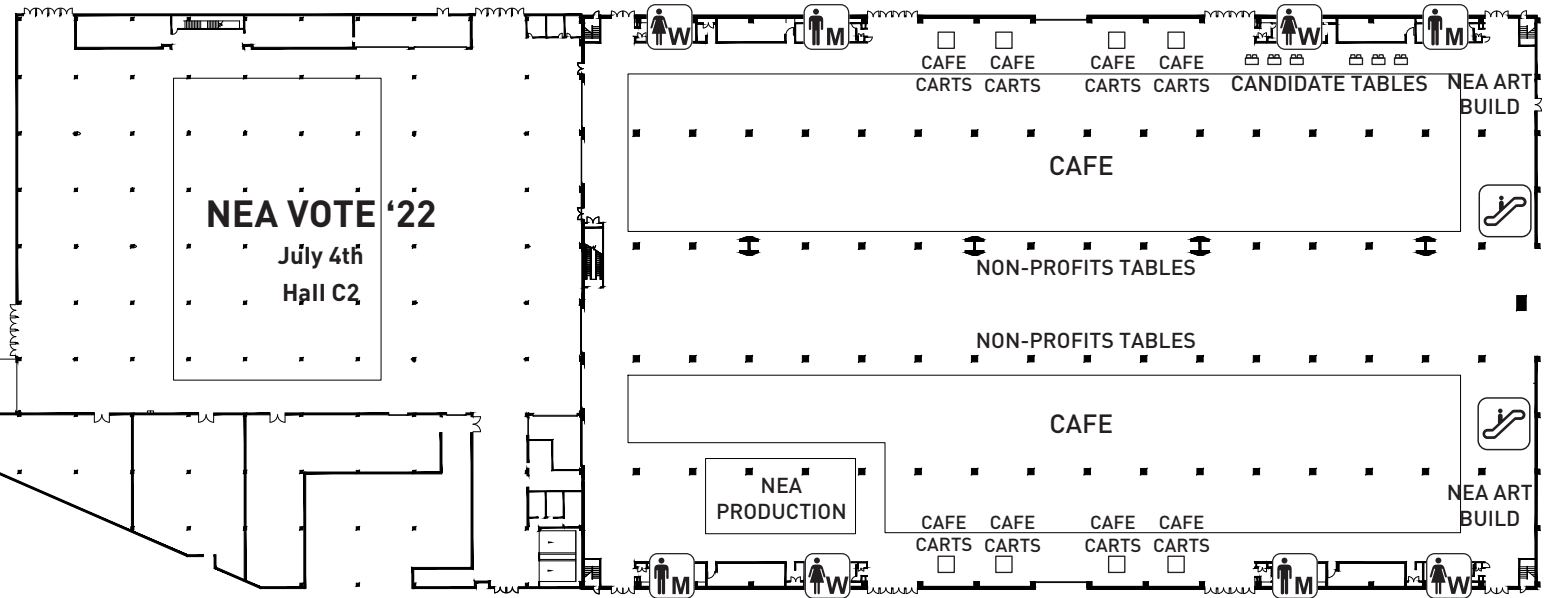 W
M
W
M
CAFE
CARTS
CAFE
CARTS
CAFE
CARTS
CAFE
CARTS
CANDIDATE TABLES
NEA ART
BUILD
CAFE
NEA VOTE ‘22
July 4th
Hall C2
NON-PROFITS TABLES
NON-PROFITS TABLES
CAFE
NEA
PRODUCTION
NEA ART
BUILD
CAFE
CARTS
CAFE
CARTS
CAFE
CARTS
CAFE
CARTS
M
W
M
W